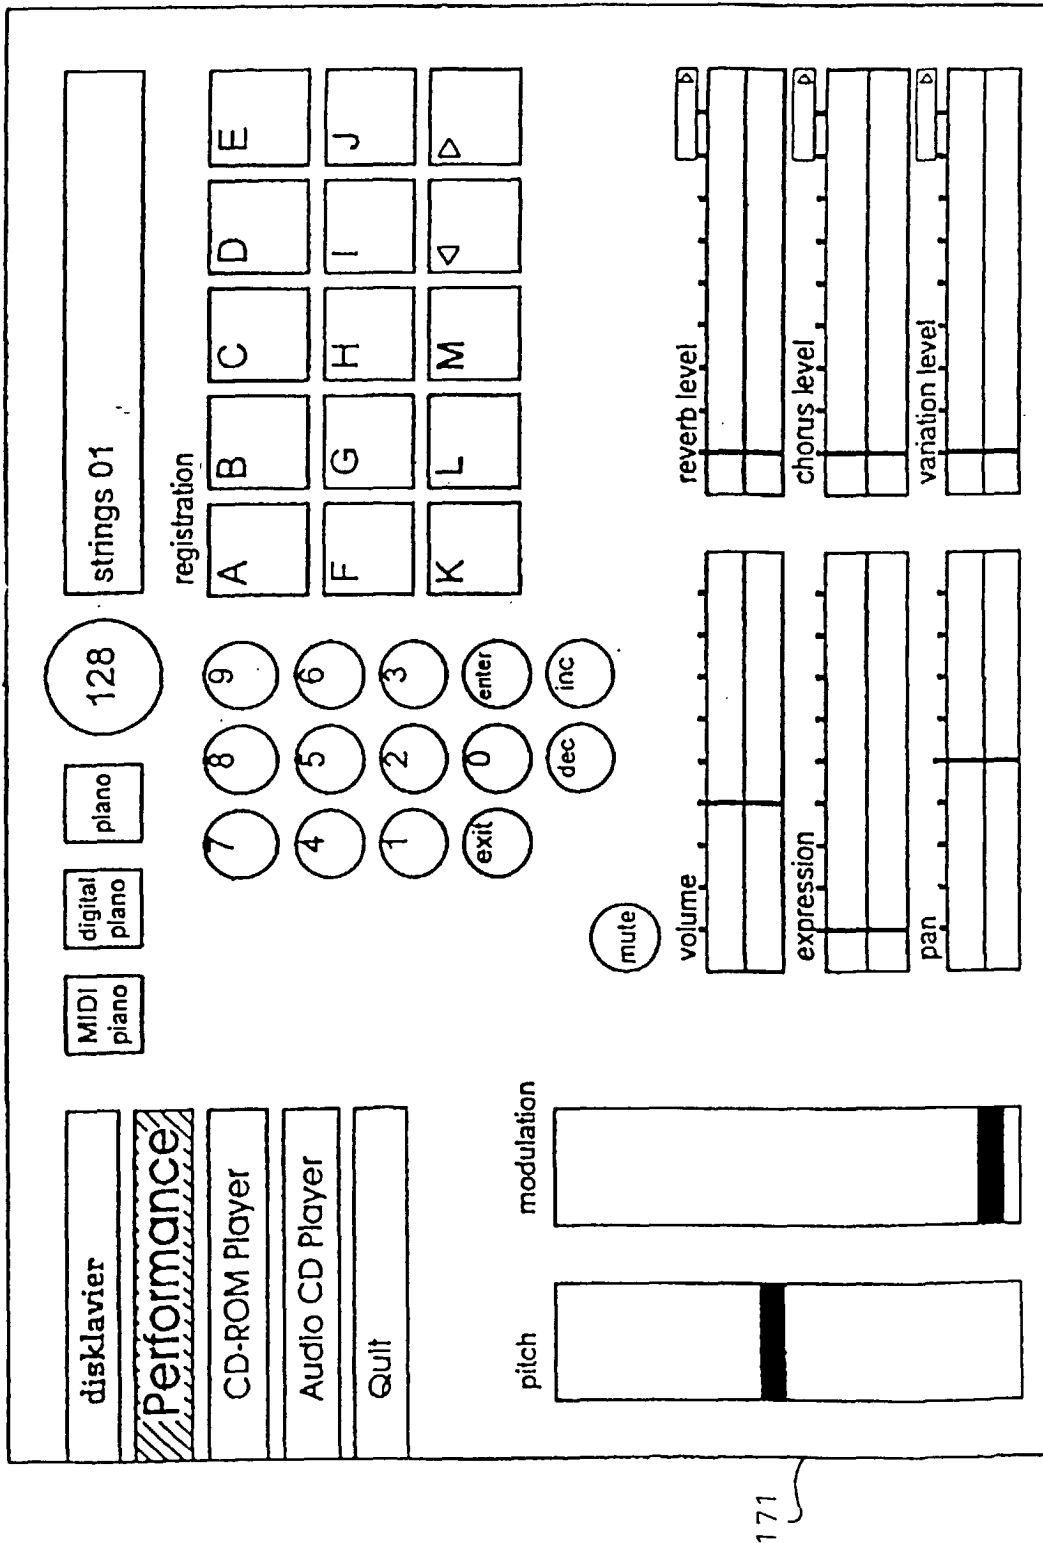 disklavier
Performance
CD-ROM Player
Audio CD Player
Quit
MIDI
piano
digital
plano
plano
128
strings 01
registration
A B C D E
F G H I J
K L M
7 8 9
4 5 6
1 2 3
exit 0 enter
dec inc
mute
pitch
modulation
volume
expression
pan
reverb level
chorus level
variation level
171